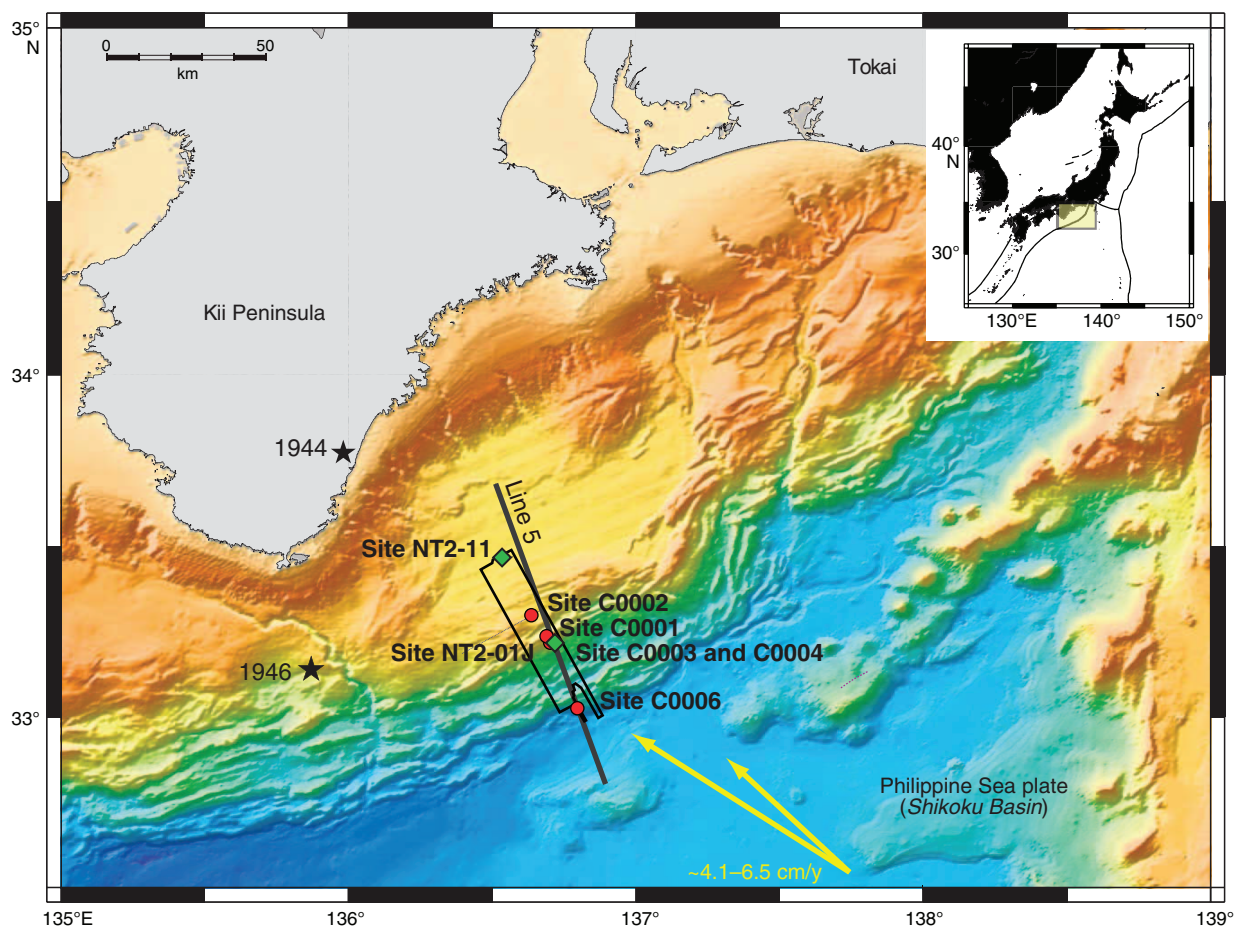 35°
N
0 50
km
Tokai
40°
N
30°
130°E 140° 150°
Kii Peninsula
34°
1944
Line 5
Site NT2-11
Site C0002
Site C0001
Site NT2-01J
Site C0003 and C0004
1946
Site C0006
33°
Philippine Sea plate
(Shikoku Basin)
~4.1–6.5 cm/y
135°E 136° 137° 138° 139°